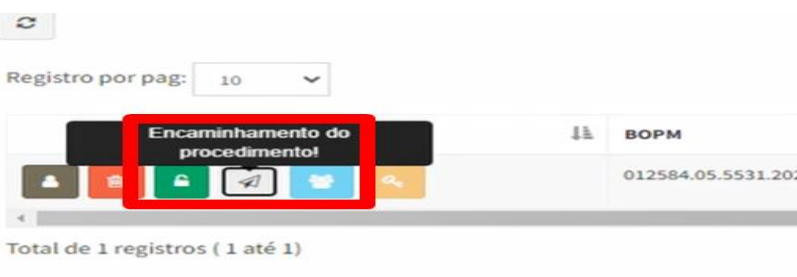 Registro por pag: 10
Encaminhamento do
procedimento!
BOPM
012584.05.5531.202
Total de 1 registros ( 1 até 1)